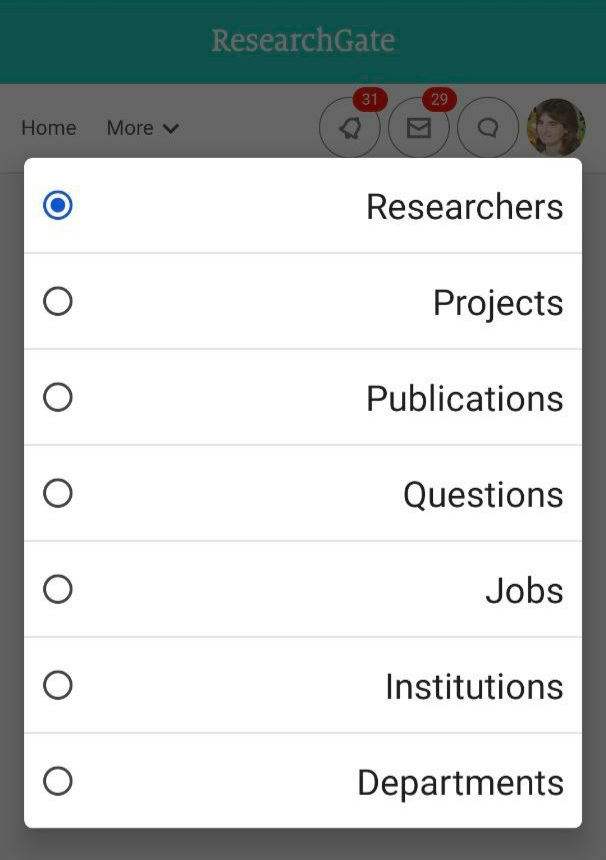 ResearchGate
Home More 31 29
Researchers
Projects
Publications
Questions
Jobs
Institutions
Departments